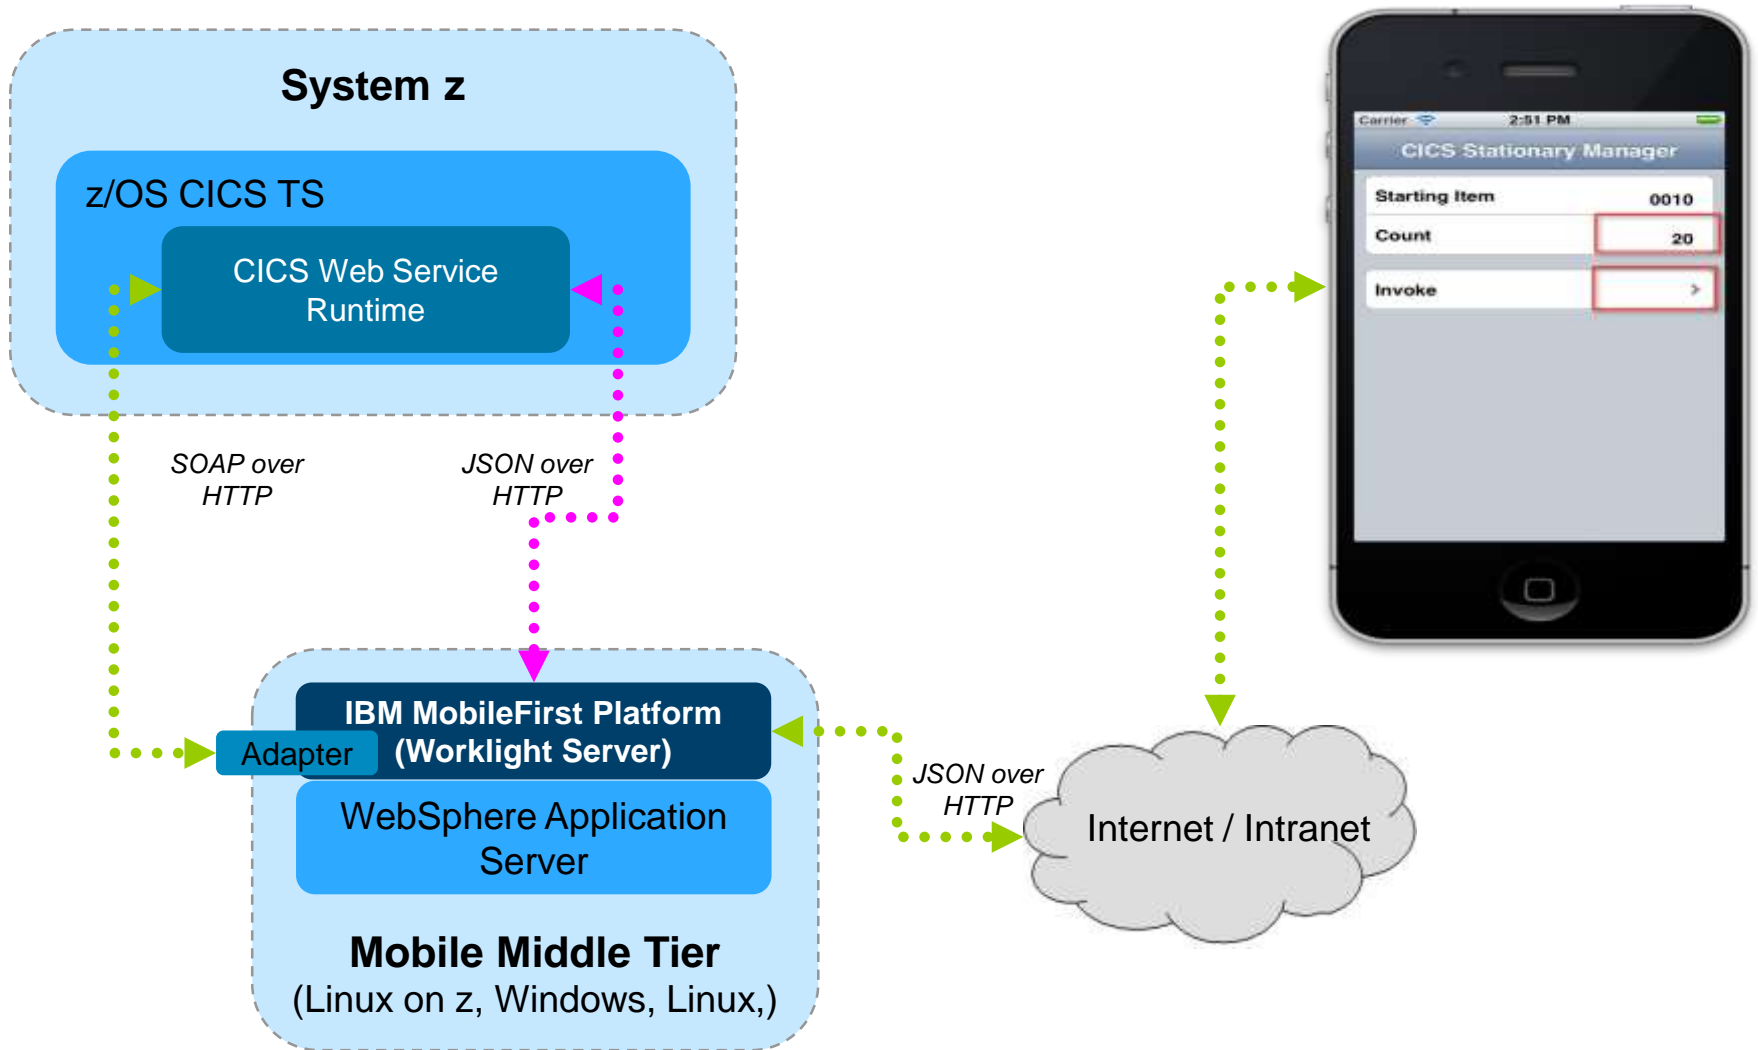 System z
z/OS CICS TS
CICS Web Service
Runtime
SOAP over
HTTP
JSON over
HTTP
IBM MobileFirst Platform
(Worklight Server)
Adapter
WebSphere Application
Server
Mobile Middle Tier
(Linux on z, Windows, Linux,)
JSON over
HTTP
Internet / Intranet
Carrier 2:51 PM
CICS Stationary Manager
Starting Item 0010
Count 20
Invoke >